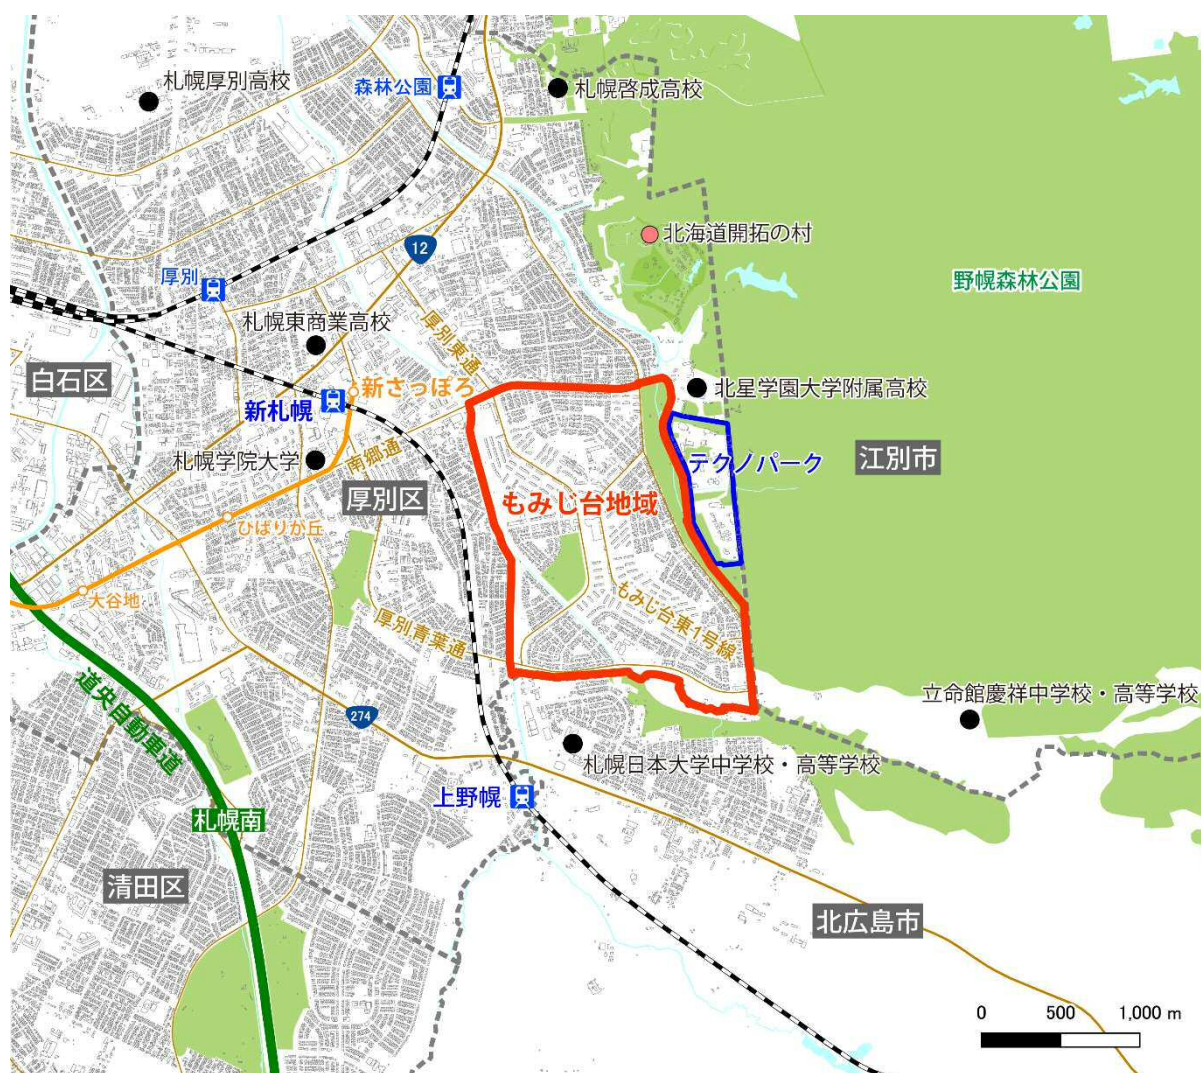 札幌厚別高校
森林公園
札幌啓成高校
北海道開拓の村
12
野幌森林公園
厚別
札幌東商業高校
厚別東通
白石区
新さっぽろ
新札幌
北星学園大学附属高校
札幌学院大学
南郷通
テクノパーク
江別市
厚別区
もみじ台地域
ひばりが丘
大谷地
もみじ台東1号線
厚別青葉通
道央自動車道
274
立命館慶祥中学校・高等学校
札幌日本大学中学校・高等学校
上野幌
札幌南
清田区
北広島市
0 500 1,000 m